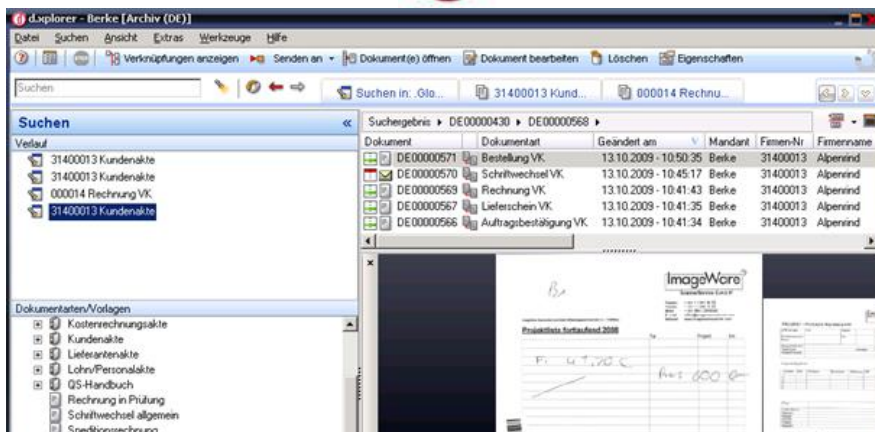 d.xplorer - Berke [Archiv (DE)]
Datei Suchen Ansicht Extras Werkzeuge Hilfe
Verknüpfungen anzeigen Senden an Dokument(e) öffnen Dokument bearbeiten Löschen Eigenschaften
Suchen Suchen in: .Glo... 31400013 Kund... 000014 Rechnu...
Suchen « Suchergebnis DE00000430 DE00000568
Verlauf
31400013 Kundenakte
31400013 Kundenakte
000014 Rechnung VK
31400013 Kundenakte
Dokument Dokumentart Geändert am Mandant Firmen-Nr Firmenname
DE00000571 Bestellung VK 13.10.2009 - 10:50:35 Berke 31400013 Alpenrind
DE00000570 Schriftwechsel VK 13.10.2009 - 10:45:17 Berke 31400013 Alpenrind
DE00000569 Rechnung VK 13.10.2009 - 10:41:43 Berke 31400013 Alpenrind
DE00000567 Lieferschein VK 13.10.2009 - 10:41:35 Berke 31400013 Alpenrind
DE00000566 Auftragsbestätigung VK 13.10.2009 - 10:41:34 Berke 31400013 Alpenrind
Dokumentarten/Vorlagen
Kostenrechnungsakte
Kundenakte
Lieferantenakte
Lohn/Personalakte
QS-Handbuch
Rechnung in Prüfung
Schriftwechsel allgemein
Speditionsrechnung
ImageWare
Projektliste fortlaufend 2008
600